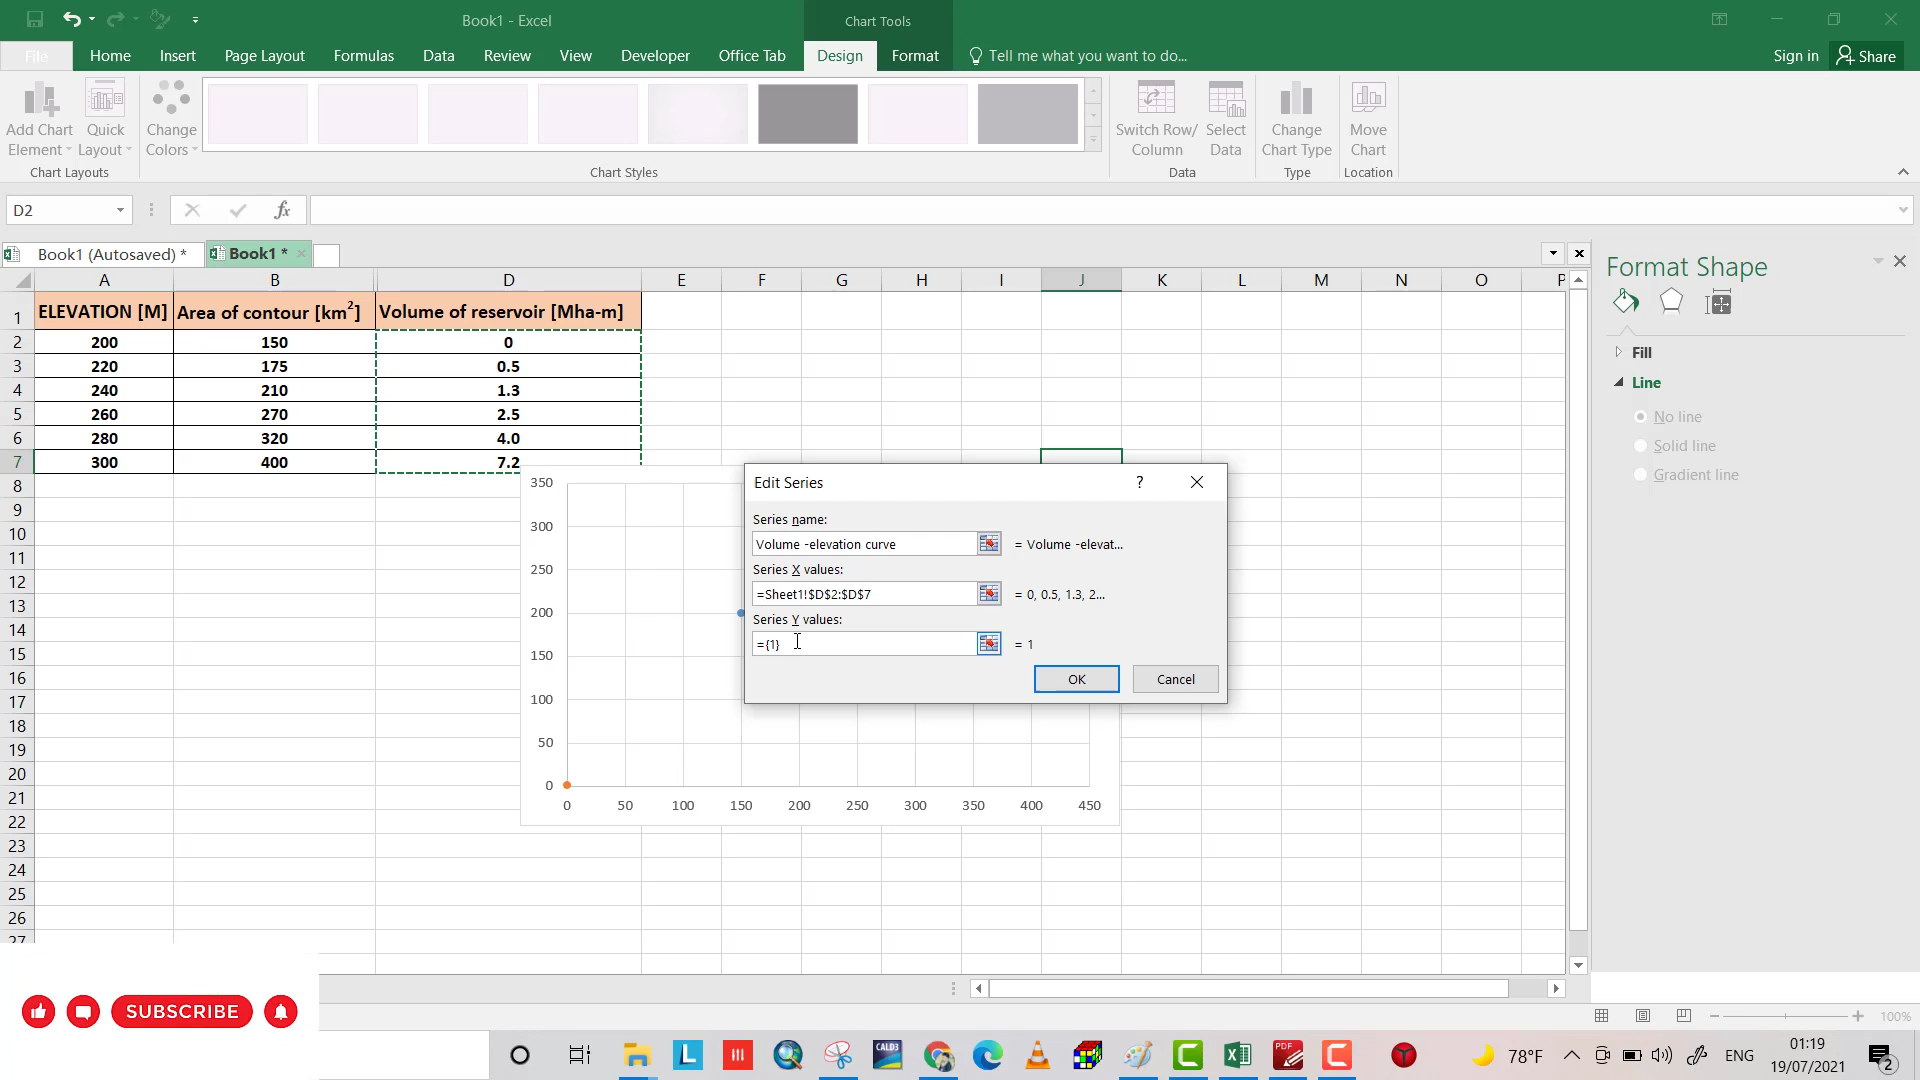 Book1 - Excel
Chart Tools
File Home Insert Page Layout Formulas Data Review View Developer Office Tab Design Format Tell me what you want to do... Sign in Share
Add Chart Element Quick Layout Change Colors Switch Row/ Column Select Data Change Chart Type Move Chart
Chart Layouts Chart Styles Data Type Location
D2 fx
Book1 (Autosaved) * Book1 *
Format Shape
A B D E F G H I J K L M N O P
1 ELEVATION [M] Area of contour [km2] Volume of reservoir [Mha-m]
2 200 150 0
3 220 175 0.5
4 240 210 1.3
5 260 270 2.5
6 280 320 4.0
7 300 400 7.2
8
9
10
11
12
13
14
15
16
17
18
19
20
21
22
23
24
25
26
27
Fill
Line
No line
Solid line
Gradient line
350
300
250
200
150
100
50
0
0 50 100 150 200 250 300 350 400 450
Edit Series ?
Series name:
Volume -elevation curve = Volume -elevat...
Series X values:
=Sheet1!$D$2:$D$7 = 0, 0.5, 1.3, 2...
Series Y values:
={1} = 1
OK Cancel
SUBSCRIBE
100%
L CALD3 PDF 78°F ENG 01:19
19/07/2021 2